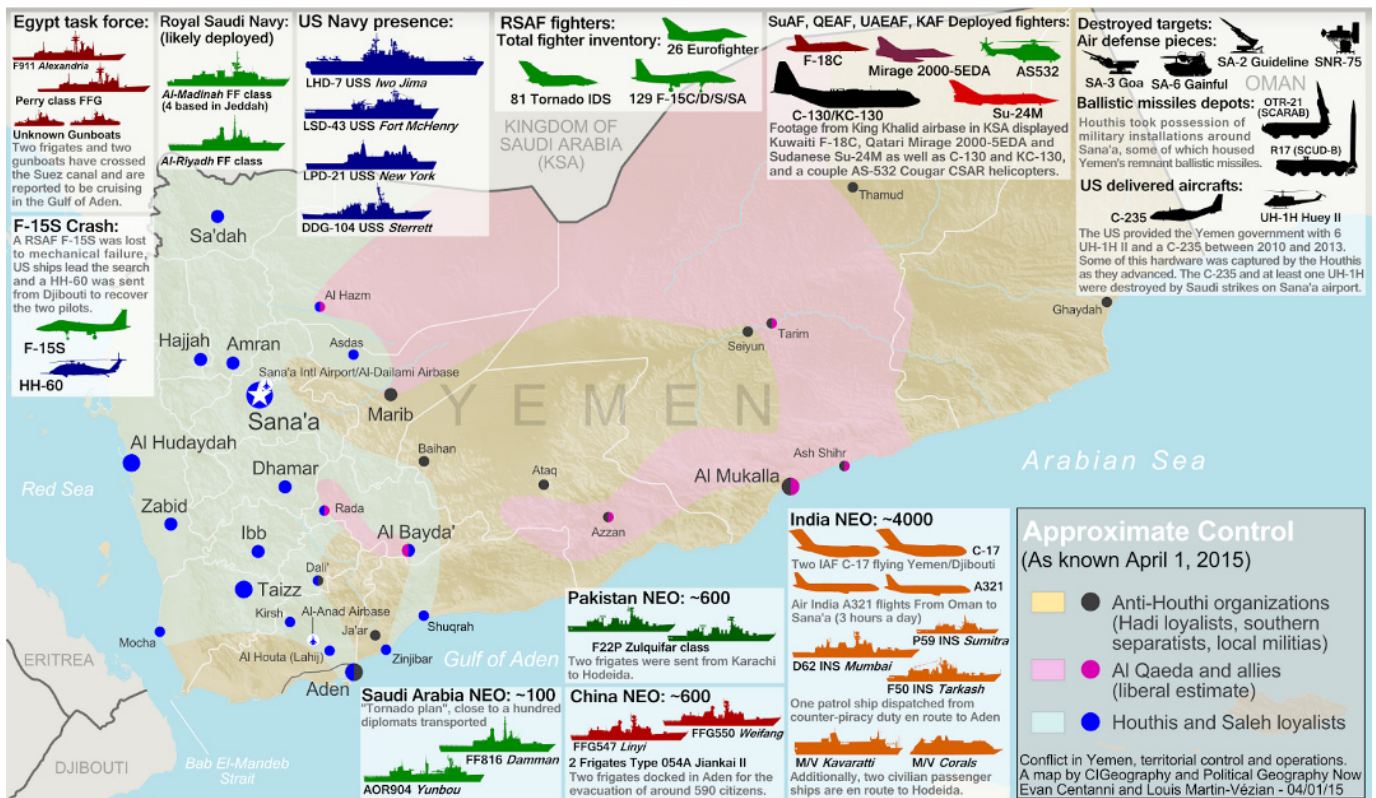 Egypt task force:
F911 Alexandria
Perry class FFG
Unknown Gunboats
Two frigates and two
gunboats have crossed
the Suez canal and are
reported to be cruising
in the Gulf of Aden.
F-15S Crash:
A RSAF F-15S was lost
to mechanical failure,
US ships lead the search
and a HH-60 was sent
from Djibouti to recover
the two pilots.
F-15S
HH-60
Royal Saudi Navy:
(likely deployed)
Al-Madinah FF class
(4 based in Jeddah)
Al-Riyadh FF class
US Navy presence:
LHD-7 USS Iwo Jima
LSD-43 USS Fort McHenry
LPD-21 USS New York
DDG-104 USS Sterrett
RSAF fighters:
Total fighter inventory:
26 Eurofighter
81 Tornado IDS
129 F-15C/D/S/SA
SuAF, QEAF, UAEAF, KAF Deployed fighters:
F-18C
Mirage 2000-5EDA
AS532
C-130/KC-130
Su-24M
Footage from King Khalid airbase in KSA displayed
Kuwaiti F-18C, Qatari Mirage 2000-5EDA and
Sudanese Su-24M as well as C-130 and KC-130,
and a couple AS-532 Cougar CSAR helicopters.
Destroyed targets:
Air defense pieces:
SA-2 Guideline
SNR-75
SA-3 Goa
SA-6 Gainful
Ballistic missiles depots:
OTR-21
(SCARAB)
Houthis took possession of
military installations around
Sana'a, some of which housed
Yemen's remnant ballistic missiles.
R17 (SCUD-B)
US delivered aircrafts:
C-235
UH-1H Huey II
The US provided the Yemen government with 6
UH-1H II and a C-235 between 2010 and 2013.
Some of this hardware was captured by the Houthis
as they advanced. The C-235 and at least one UH-1H
were destroyed by Saudi strikes on Sana'a airport.
OMAN
KINGDOM OF
SAUDI ARABIA
(KSA)
Sa'dah
Thamud
Al Hazm
Ghaydah
Tarim
Seiyun
Hajjah
Amran
Asdas
Sana'a Intl Airport/Al-Dailami Airbase
Sana'a
Marib
YEMEN
Al Hudaydah
Baihan
Ataq
Al Mukalla
Ash Shihr
Arabian Sea
Red Sea
Dhamar
Zabid
Rada
Azzan
Ibb
Al Bayda'
Dali'
Taizz
Kirsh
Al-Anad Airbase
Ja'ar
Shuqrah
Mocha
Al Houta (Lahij)
Zinjibar
Gulf of Aden
Aden
ERITREA
DJIBOUTI
Bab El-Mandeb
Strait
Saudi Arabia NEO: ~100
"Tornado plan", close to a hundred
diplomats transported
FF816 Damman
AOR904 Yunbou
Pakistan NEO: ~600
F22P Zulquifar class
Two frigates were sent from Karachi
to Hodeida.
China NEO: ~600
FFG550 Weifang
FFG547 Linyi
2 Frigates Type 054A Jiankai II
Two frigates docked in Aden for the
evacuation of around 590 citizens.
India NEO: ~4000
C-17
Two IAF C-17 flying Yemen/Djibouti
A321
Air India A321 flights From Oman to
Sana'a (3 hours a day)
P59 INS Sumitra
D62 INS Mumbai
F50 INS Tarkash
One patrol ship dispatched from
counter-piracy duty en route to Aden
M/V Kavaratti
M/V Corals
Additionally, two civilian passenger
ships are en route to Hodeida.
Approximate Control
(As known April 1, 2015)
Anti-Houthi organizations
(Hadi loyalists, southern
separatists, local militias)
Al Qaeda and allies
(liberal estimate)
Houthis and Saleh loyalists
Conflict in Yemen, territorial control and operations.
A map by CIGeography and Political Geography Now
Evan Centanni and Louis Martin-Vézian - 04/01/15